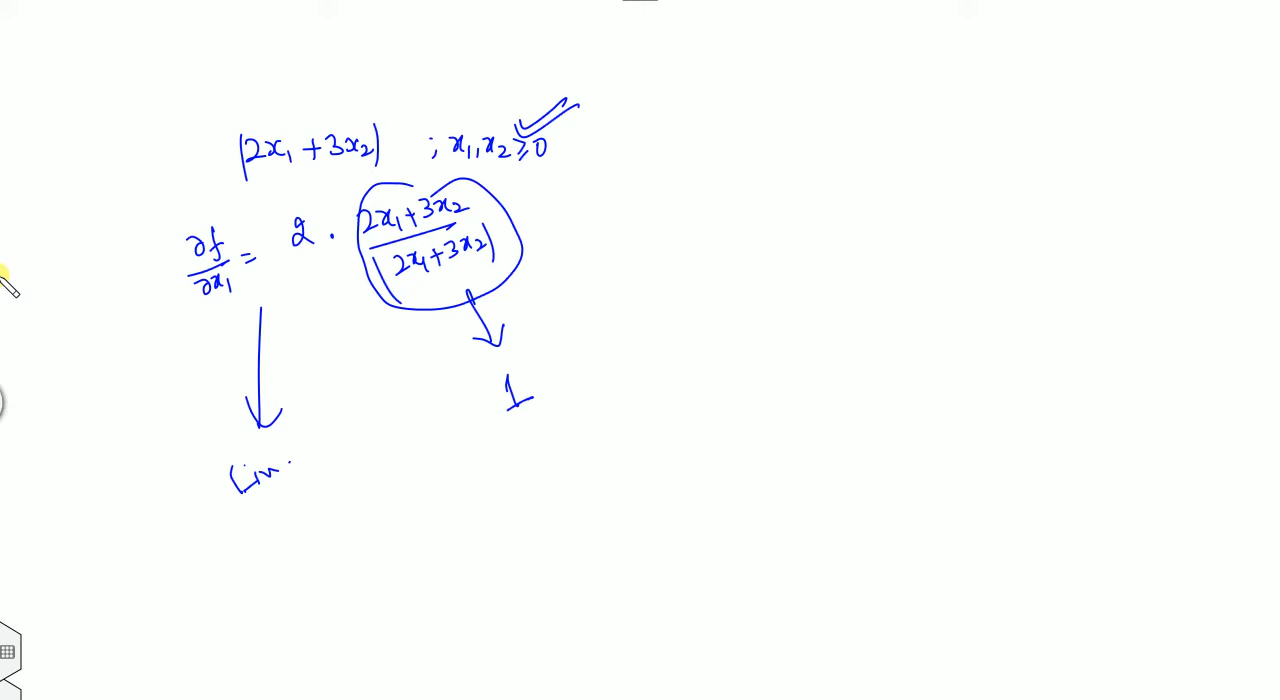 |2x₁ + 3x₂| ; x₁, x₂ ≥ 0
∂f/∂x₁ = 2 · (2x₁ + 3x₂)/|2x₁ + 3x₂|
1
Lin.